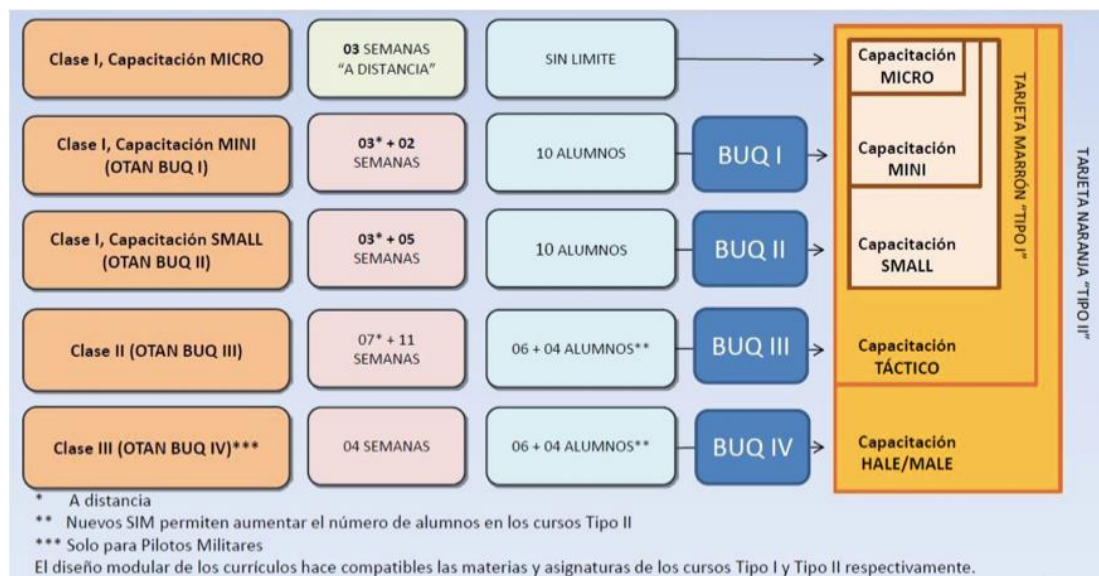 Clase I, Capacitación MICRO
03 SEMANAS
“A DISTANCIA”
SIN LIMITE
Capacitación
MICRO
Clase I, Capacitación MINI
(OTAN BUQ I)
03* + 02
SEMANAS
10 ALUMNOS
BUQ I
Capacitación
MINI
Clase I, Capacitación SMALL
(OTAN BUQ II)
03* + 05
SEMANAS
10 ALUMNOS
BUQ II
Capacitación
SMALL
Clase II (OTAN BUQ III)
07* + 11
SEMANAS
06 + 04 ALUMNOS**
BUQ III
Capacitación
TÁCTICO
Clase III (OTAN BUQ IV)***
04 SEMANAS
06 + 04 ALUMNOS**
BUQ IV
Capacitación
HALE/MALE
TARJETA MARRÓN “TIPO I”
TARJETA NARANJA “TIPO II”
* A distancia
** Nuevos SIM permiten aumentar el número de alumnos en los cursos Tipo II
*** Solo para Pilotos Militares
El diseño modular de los currículos hace compatibles las materias y asignaturas de los cursos Tipo I y Tipo II respectivamente.